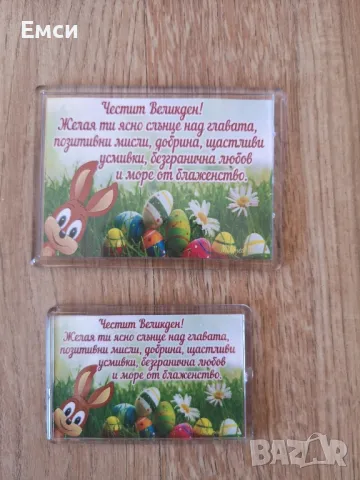 Емси
Честит Великден!
Желая ти ясно слънце над главата,
позитивни мисли, добрина, щастливи
усмивки, безгранична любов
и море от блаженство.
Честит Великден!
Желая ти ясно слънце над главата,
позитивни мисли, добрина, щастливи
усмивки, безгранична любов
и море от блаженство.
BAZAR